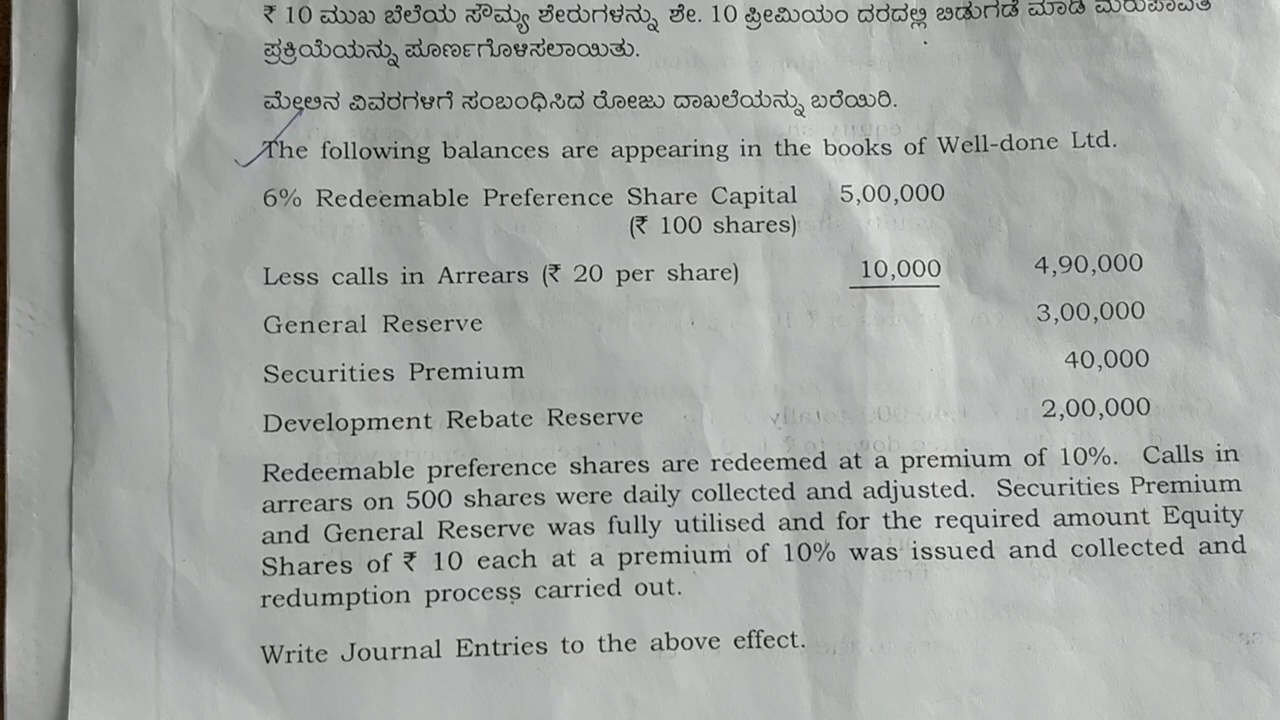 ₹ 10 ಮುಖ ಬೆಲೆಯ ಸೌಮ್ಯ ಶೇರುಗಳನ್ನು ಶೇ. 10 ಪ್ರೀಮಿಯಂ ದರದಲ್ಲಿ ಬಿಡುಗಡೆ ಮಾಡಿ ಮರುಪಾವತಿ
ಪ್ರಕ್ರಿಯೆಯನ್ನು ಪೂರ್ಣಗೊಳಿಸಲಾಯಿತು.
ಮೇಲಿನ ವಿವರಗಳಿಗೆ ಸಂಬಂಧಿಸಿದ ರೋಜು ದಾಖಲೆಯನ್ನು ಬರೆಯಿರಿ.
The following balances are appearing in the books of Well-done Ltd.
6% Redeemable Preference Share Capital 5,00,000
(₹ 100 shares)
Less calls in Arrears (₹ 20 per share) 10,000 4,90,000
General Reserve 3,00,000
Securities Premium 40,000
Development Rebate Reserve 2,00,000
Redeemable preference shares are redeemed at a premium of 10%. Calls in
arrears on 500 shares were daily collected and adjusted. Securities Premium
and General Reserve was fully utilised and for the required amount Equity
Shares of ₹ 10 each at a premium of 10% was issued and collected and
redumption process carried out.
Write Journal Entries to the above effect.